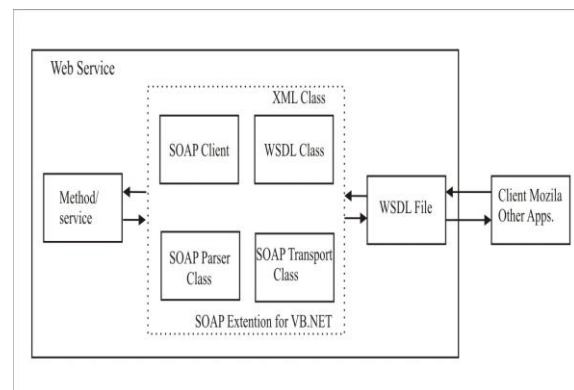 Web Service
XML Class
SOAP Client
WSDL Class
Method/
service
WSDL File
Client Mozila
Other Apps.
SOAP Parser
Class
SOAP Transport
Class
SOAP Extention for VB.NET